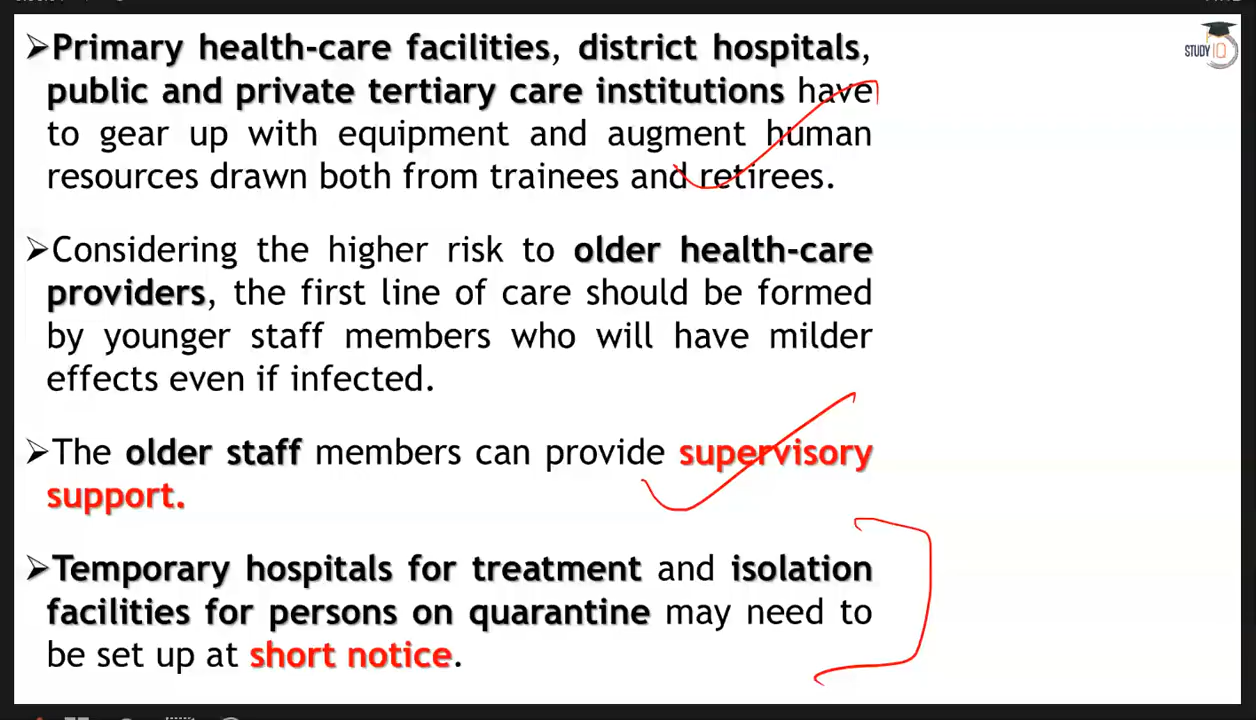 ➢Primary health-care facilities, district hospitals,
public and private tertiary care institutions have
to gear up with equipment and augment human
resources drawn both from trainees and retirees.
➢Considering the higher risk to older health-care
providers, the first line of care should be formed
by younger staff members who will have milder
effects even if infected.
➢The older staff members can provide supervisory
support.
➢Temporary hospitals for treatment and isolation
facilities for persons on quarantine may need to
be set up at short notice.
STUDY IQ